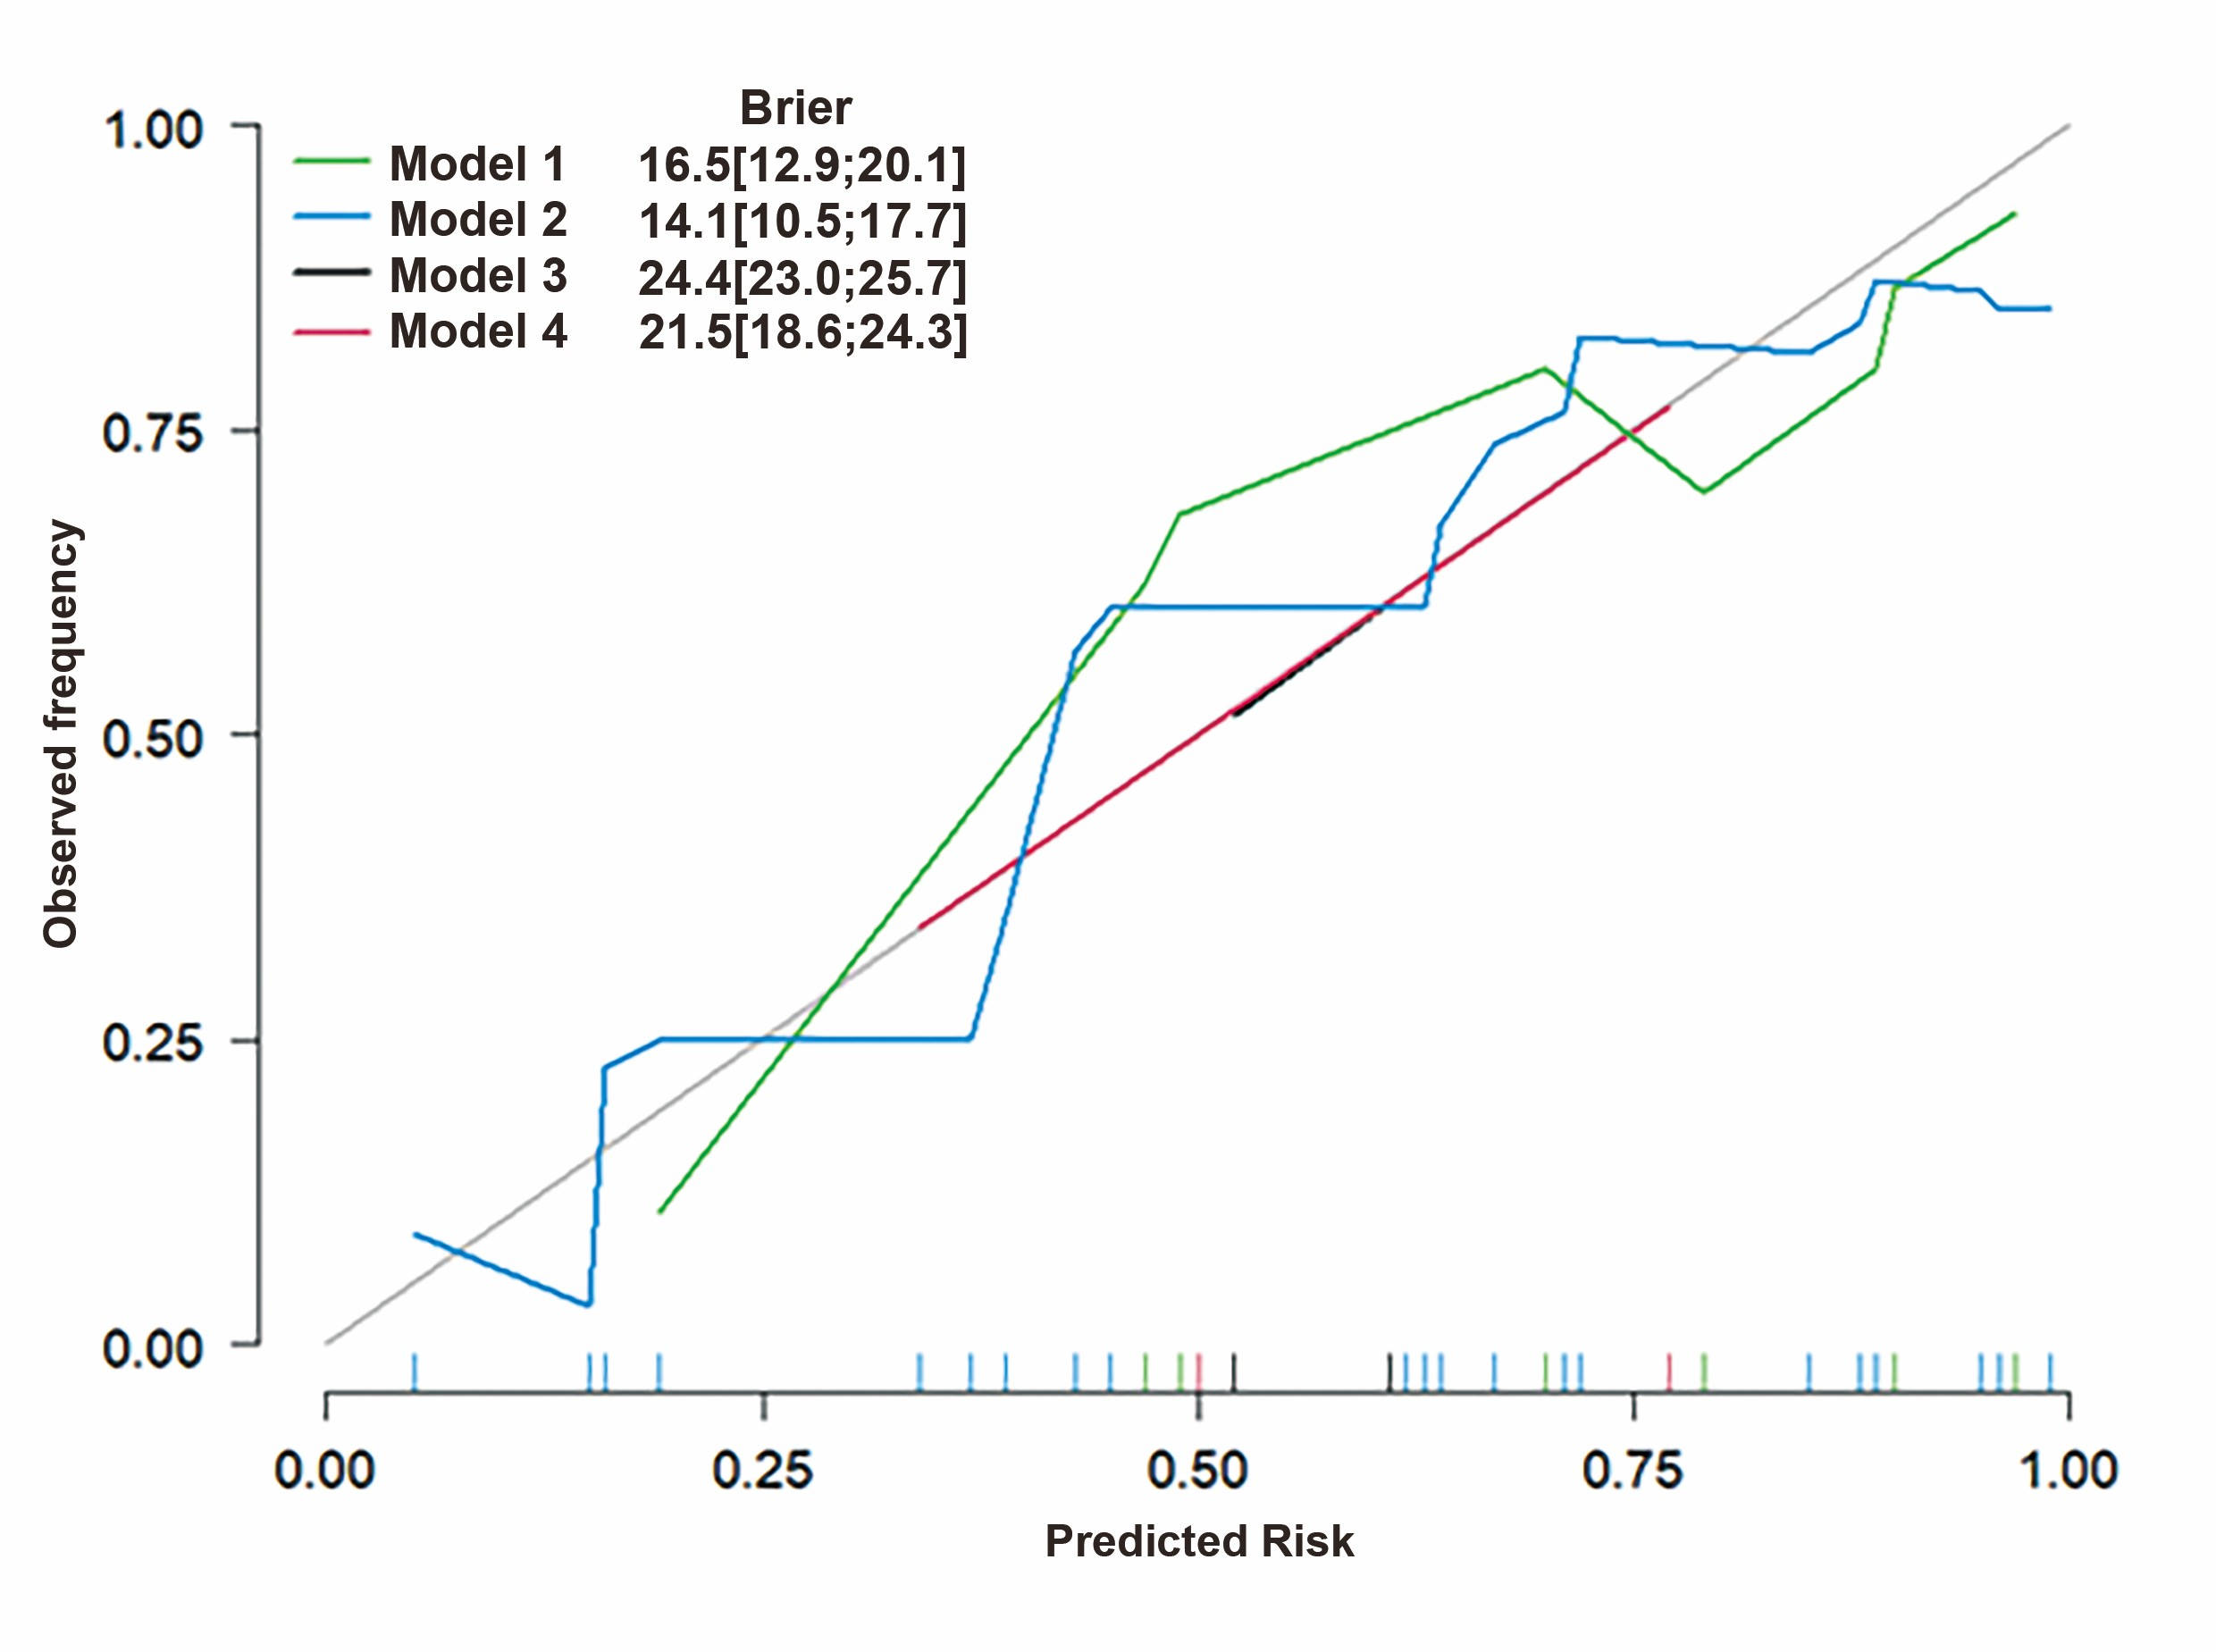 Brier
Model 1 16.5[12.9;20.1]
Model 2 14.1[10.5;17.7]
Model 3 24.4[23.0;25.7]
Model 4 21.5[18.6;24.3]
1.00
0.75
0.50
0.25
0.00
Observed frequency
0.00 0.25 0.50 0.75 1.00
Predicted Risk